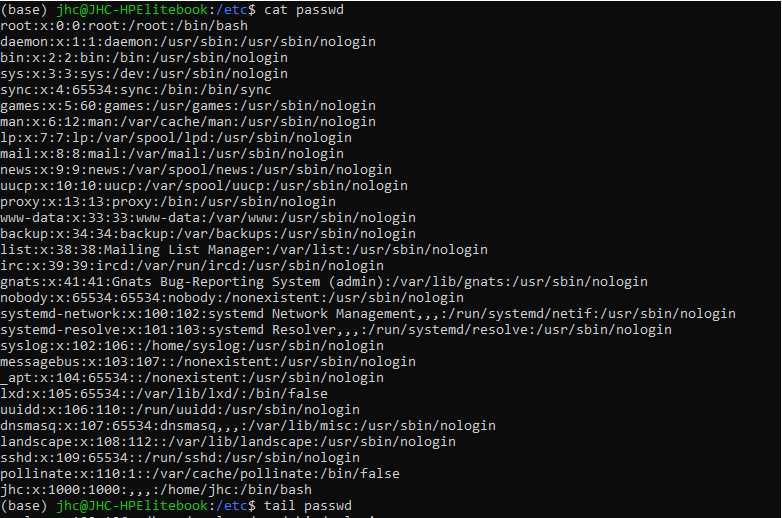 (base) jhc@JHC-HPElitebook:/etc$ cat passwd
root:x:0:0:root:/root:/bin/bash
daemon:x:1:1:daemon:/usr/sbin:/usr/sbin/nologin
bin:x:2:2:bin:/bin:/usr/sbin/nologin
sys:x:3:3:sys:/dev:/usr/sbin/nologin
sync:x:4:65534:sync:/bin:/bin/sync
games:x:5:60:games:/usr/games:/usr/sbin/nologin
man:x:6:12:man:/var/cache/man:/usr/sbin/nologin
lp:x:7:7:lp:/var/spool/lpd:/usr/sbin/nologin
mail:x:8:8:mail:/var/mail:/usr/sbin/nologin
news:x:9:9:news:/var/spool/news:/usr/sbin/nologin
uucp:x:10:10:uucp:/var/spool/uucp:/usr/sbin/nologin
proxy:x:13:13:proxy:/bin:/usr/sbin/nologin
www-data:x:33:33:www-data:/var/www:/usr/sbin/nologin
backup:x:34:34:backup:/var/backups:/usr/sbin/nologin
list:x:38:38:Mailing List Manager:/var/list:/usr/sbin/nologin
irc:x:39:39:ircd:/var/run/ircd:/usr/sbin/nologin
gnats:x:41:41:Gnats Bug-Reporting System (admin):/var/lib/gnats:/usr/sbin/nologin
nobody:x:65534:65534:nobody:/nonexistent:/usr/sbin/nologin
systemd-network:x:100:102:systemd Network Management,,,:/run/systemd/netif:/usr/sbin/nologin
systemd-resolve:x:101:103:systemd Resolver,,,:/run/systemd/resolve:/usr/sbin/nologin
syslog:x:102:106::/home/syslog:/usr/sbin/nologin
messagebus:x:103:107::/nonexistent:/usr/sbin/nologin
_apt:x:104:65534::/nonexistent:/usr/sbin/nologin
lxd:x:105:65534::/var/lib/lxd/:/bin/false
uuidd:x:106:110::/run/uuidd:/usr/sbin/nologin
dnsmasq:x:107:65534:dnsmasq,,,:/var/lib/misc:/usr/sbin/nologin
landscape:x:108:112::/var/lib/landscape:/usr/sbin/nologin
sshd:x:109:65534::/run/sshd:/usr/sbin/nologin
pollinate:x:110:1::/var/cache/pollinate:/bin/false
jhc:x:1000:1000:,,,:/home/jhc:/bin/bash
(base) jhc@JHC-HPElitebook:/etc$ tail passwd